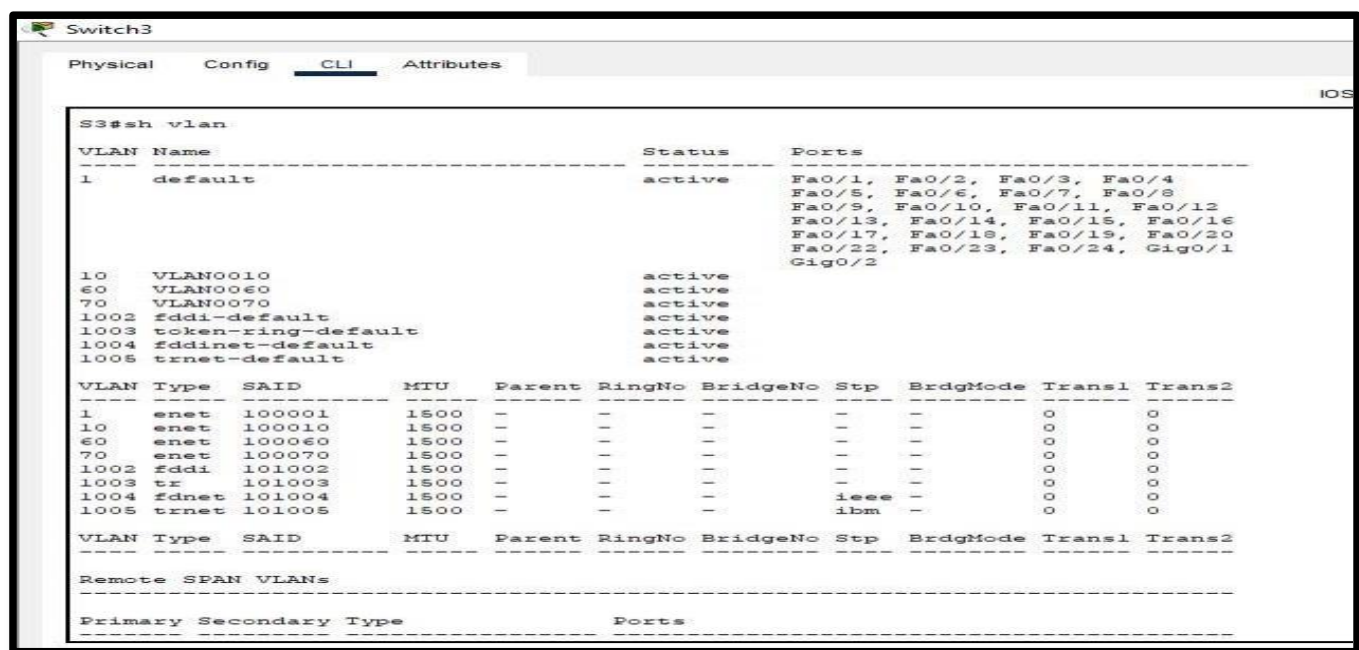 Switch3
Physical Config CLI Attributes
IOS
S3#sh vlan
VLAN Name Status Ports
---- -------------------------------- --------- -------------------------------
1 default active Fa0/1, Fa0/2, Fa0/3, Fa0/4
Fa0/5, Fa0/6, Fa0/7, Fa0/8
Fa0/9, Fa0/10, Fa0/11, Fa0/12
Fa0/13, Fa0/14, Fa0/15, Fa0/16
Fa0/17, Fa0/18, Fa0/19, Fa0/20
Fa0/22, Fa0/23, Fa0/24, Gig0/1
Gig0/2
10 VLAN0010 active
60 VLAN0060 active
70 VLAN0070 active
1002 fddi-default active
1003 token-ring-default active
1004 fddinet-default active
1005 trnet-default active
VLAN Type SAID MTU Parent RingNo BridgeNo Stp BrdgMode Trans1 Trans2
---- ----- ---------- ----- ------ ------ -------- ---- -------- ------ ------
1 enet 100001 1500 - - - - - 0 0
10 enet 100010 1500 - - - - - 0 0
60 enet 100060 1500 - - - - - 0 0
70 enet 100070 1500 - - - - - 0 0
1002 fddi 101002 1500 - - - - - 0 0
1003 tr 101003 1500 - - - - - 0 0
1004 fdnet 101004 1500 - - - ieee - 0 0
1005 trnet 101005 1500 - - - ibm - 0 0
VLAN Type SAID MTU Parent RingNo BridgeNo Stp BrdgMode Trans1 Trans2
---- ----- ---------- ----- ------ ------ -------- ---- -------- ------ ------
Remote SPAN VLANs
------------------------------------------------------------------------------
Primary Secondary Type Ports
------- --------- ----------------- ------------------------------------------